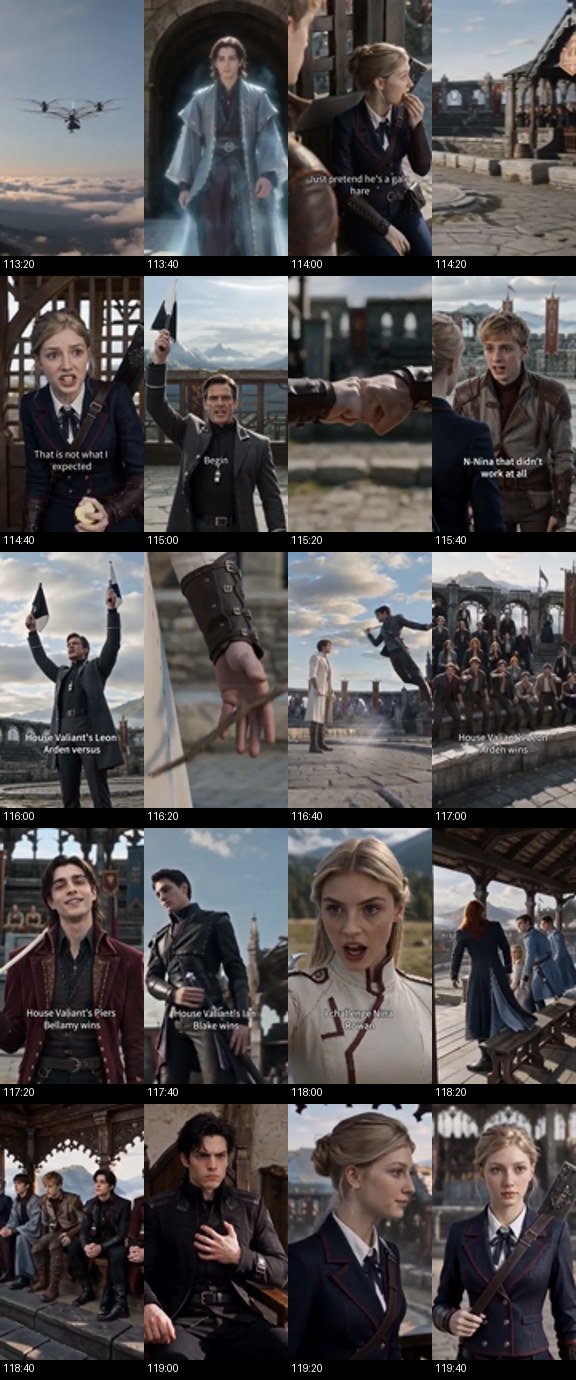 113:20
113:40
Just pretend he's a
hare
114:00
114:20
That is not what I
expected
114:40
Begin
115:00
115:20
N-Nina that didn't
work at all
115:40
House Valiant's Leon
Arden versus
116:00
116:20
116:40
House Valiant's Leon
Arden wins
117:00
House Valiant's Piers
Bellamy wins
117:20
House Valiant's Ian
Blake wins
117:40
I challenge Nina
Rowan
118:00
118:20
118:40
119:00
119:20
119:40